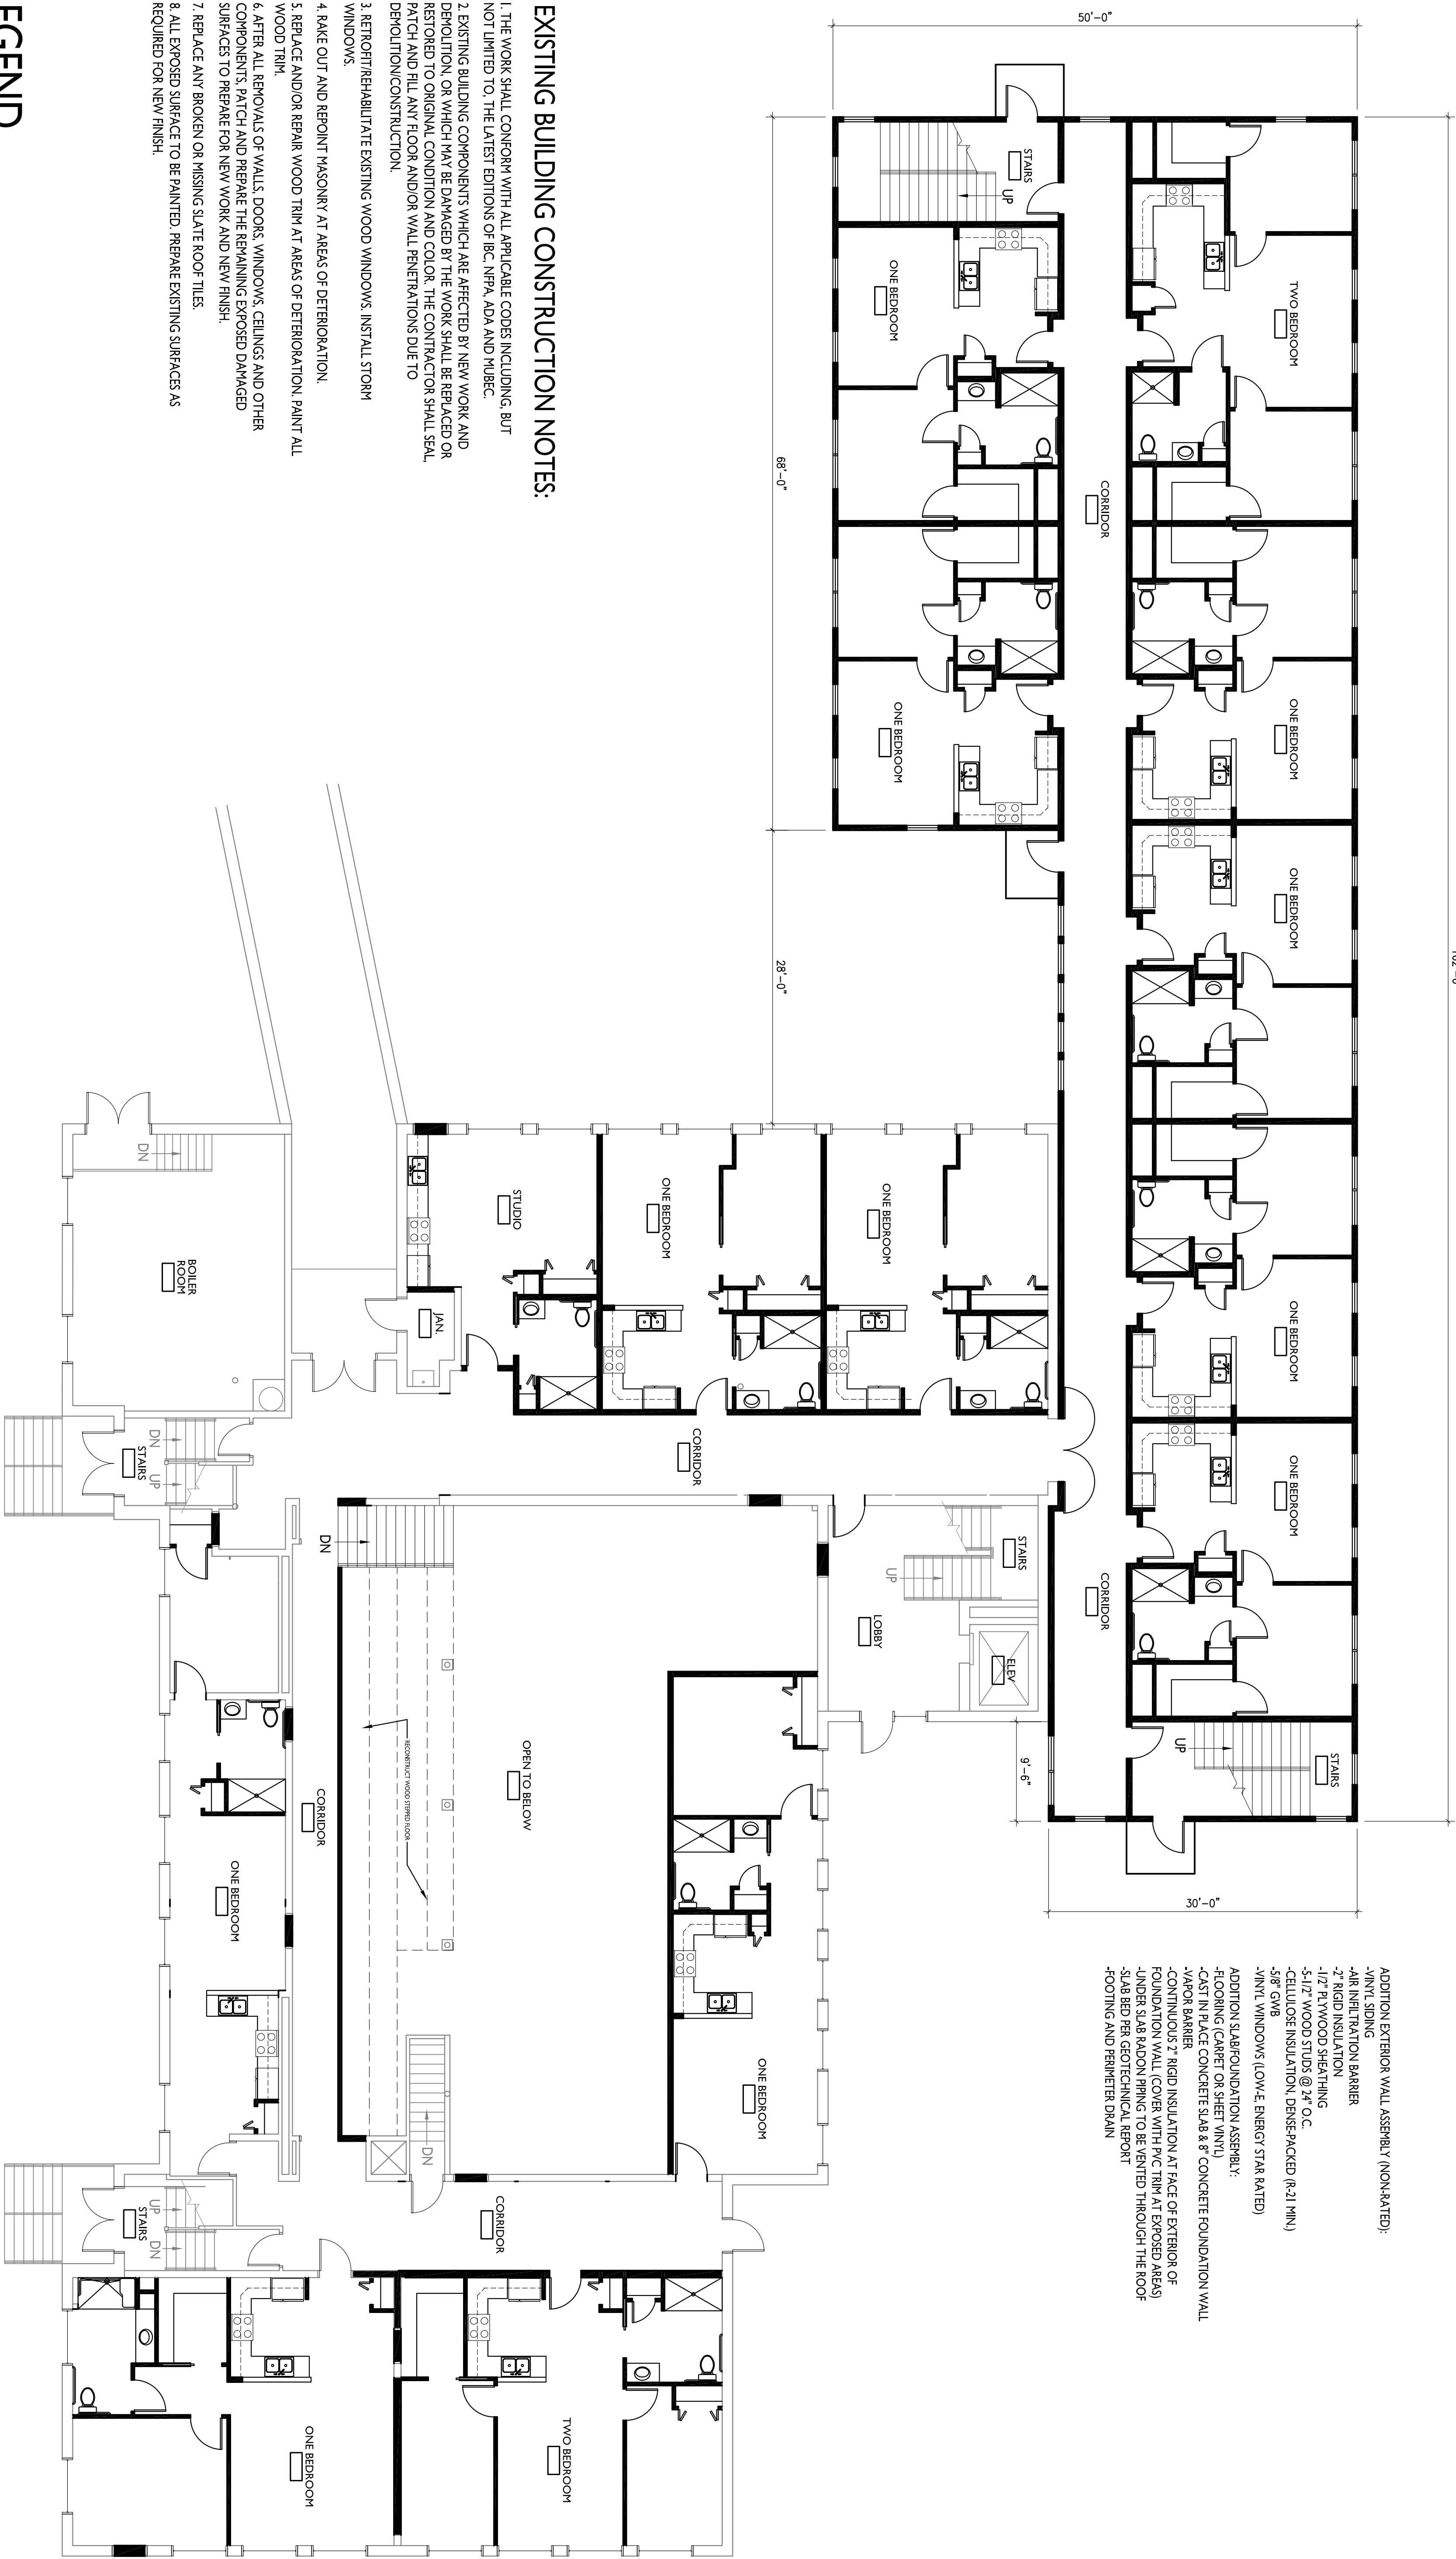 ADDITION EXTERIOR WALL ASSEMBLY (NON-RATED):
-VINYL SIDING
-AIR INFILTRATION BARRIER
-2" RIGID INSULATION
-1/2" PLYWOOD SHEATHING
-5-1/2" WOOD STUDS @ 24" O.C.
-CELLULOSE INSULATION, DENSE-PACKED (R-21 MIN.)
-5/8" GWB
-VINYL WINDOWS (LOW-E, ENERGY STAR RATED)
ADDITION SLAB/FOUNDATION ASSEMBLY:
-FLOORING (CARPET OR SHEET VINYL)
-CAST IN PLACE CONCRETE SLAB & 8" CONCRETE FOUNDATION WALL
-VAPOR BARRIER
-CONTINUOUS 2" RIGID INSULATION AT FACE OF EXTERIOR OF
FOUNDATION WALL (COVER WITH PVC TRIM AT EXPOSED AREAS)
-UNDER SLAB RADON PIPING TO BE VENTED THROUGH THE ROOF
-SLAB BED PER GEOTECHNICAL REPORT
-FOOTING AND PERIMETER DRAIN
50'-0"
TWO BEDROOM
ONE BEDROOM
ONE BEDROOM
ONE BEDROOM
ONE BEDROOM
STAIRS
UP
30'-0"
CORRIDOR
CORRIDOR
STAIRS
UP
ONE BEDROOM
ONE BEDROOM
68'-0"
28'-0"
9'-6"
STAIRS
ELEV
UP
LOBBY
ONE BEDROOM
ONE BEDROOM
STUDIO
JAN.
CORRIDOR
ONE BEDROOM
OPEN TO BELOW
RECONSTRUCT WOOD STEPPED FLOOR
DN
DN
CORRIDOR
TWO BEDROOM
CORRIDOR
ONE BEDROOM
ONE BEDROOM
BOILER
ROOM
DN
DN
UP
STAIRS
UP
DN
STAIRS
EXISTING BUILDING CONSTRUCTION NOTES:
1. THE WORK SHALL CONFORM WITH ALL APPLICABLE CODES INCLUDING, BUT
NOT LIMITED TO, THE LATEST EDITIONS OF IBC, NFPA, ADA AND MUBEC.
2. EXISTING BUILDING COMPONENTS WHICH ARE AFFECTED BY NEW WORK AND
DEMOLITION, OR WHICH MAY BE DAMAGED BY THE WORK SHALL BE REPLACED OR
RESTORED TO ORIGINAL CONDITION AND COLOR. THE CONTRACTOR SHALL SEAL,
PATCH AND FILL ANY FLOOR AND/OR WALL PENETRATIONS DUE TO
DEMOLITION/CONSTRUCTION.
3. RETROFIT/REHABILITATE EXISTING WOOD WINDOWS. INSTALL STORM
WINDOWS.
4. RAKE OUT AND REPOINT MASONRY AT AREAS OF DETERIORATION.
5. REPLACE AND/OR REPAIR WOOD TRIM AT AREAS OF DETERIORATION. PAINT ALL
WOOD TRIM.
6. AFTER ALL REMOVALS OF WALLS, DOORS, WINDOWS, CEILINGS AND OTHER
COMPONENTS, PATCH AND PREPARE THE REMAINING EXPOSED DAMAGED
SURFACES TO PREPARE FOR NEW WORK AND NEW FINISH.
7. REPLACE ANY BROKEN OR MISSING SLATE ROOF TILES.
8. ALL EXPOSED SURFACE TO BE PAINTED. PREPARE EXISTING SURFACES AS
REQUIRED FOR NEW FINISH.
EGEND